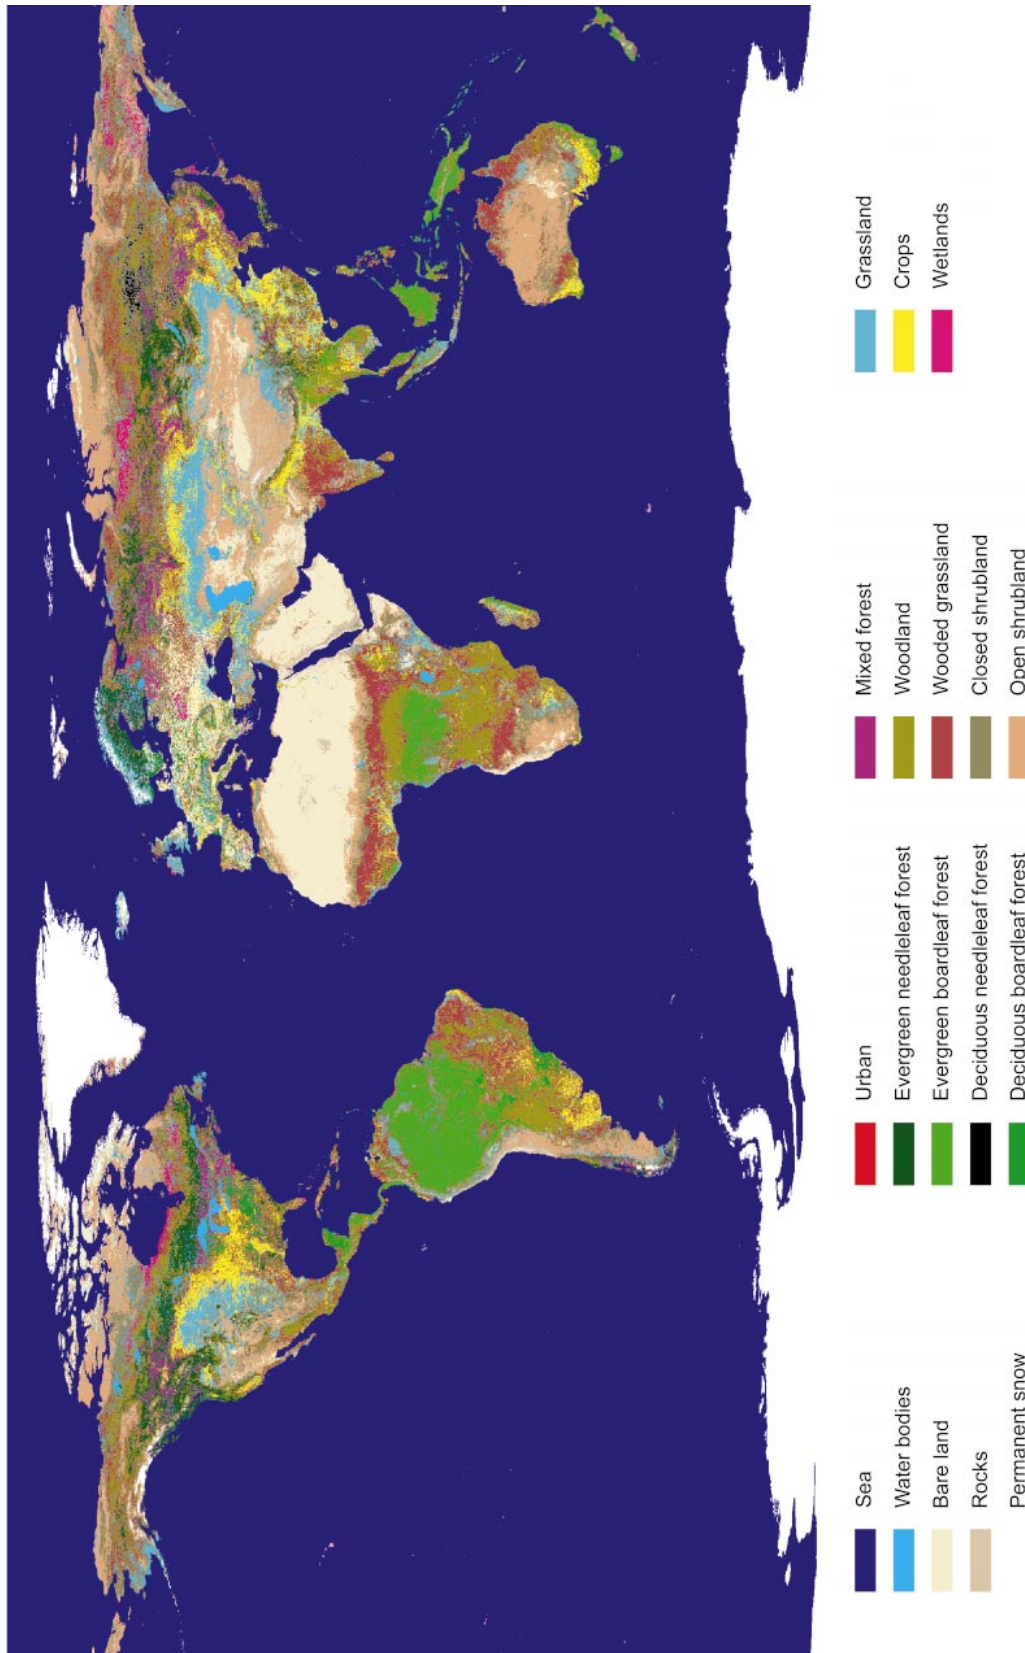 Sea
Water bodies
Bare land
Rocks
Permanent snow
Urban
Evergreen needleleaf forest
Evergreen boardleaf forest
Deciduous needleleaf forest
Deciduous boardleaf forest
Mixed forest
Woodland
Wooded grassland
Closed shrubland
Open shrubland
Grassland
Crops
Wetlands